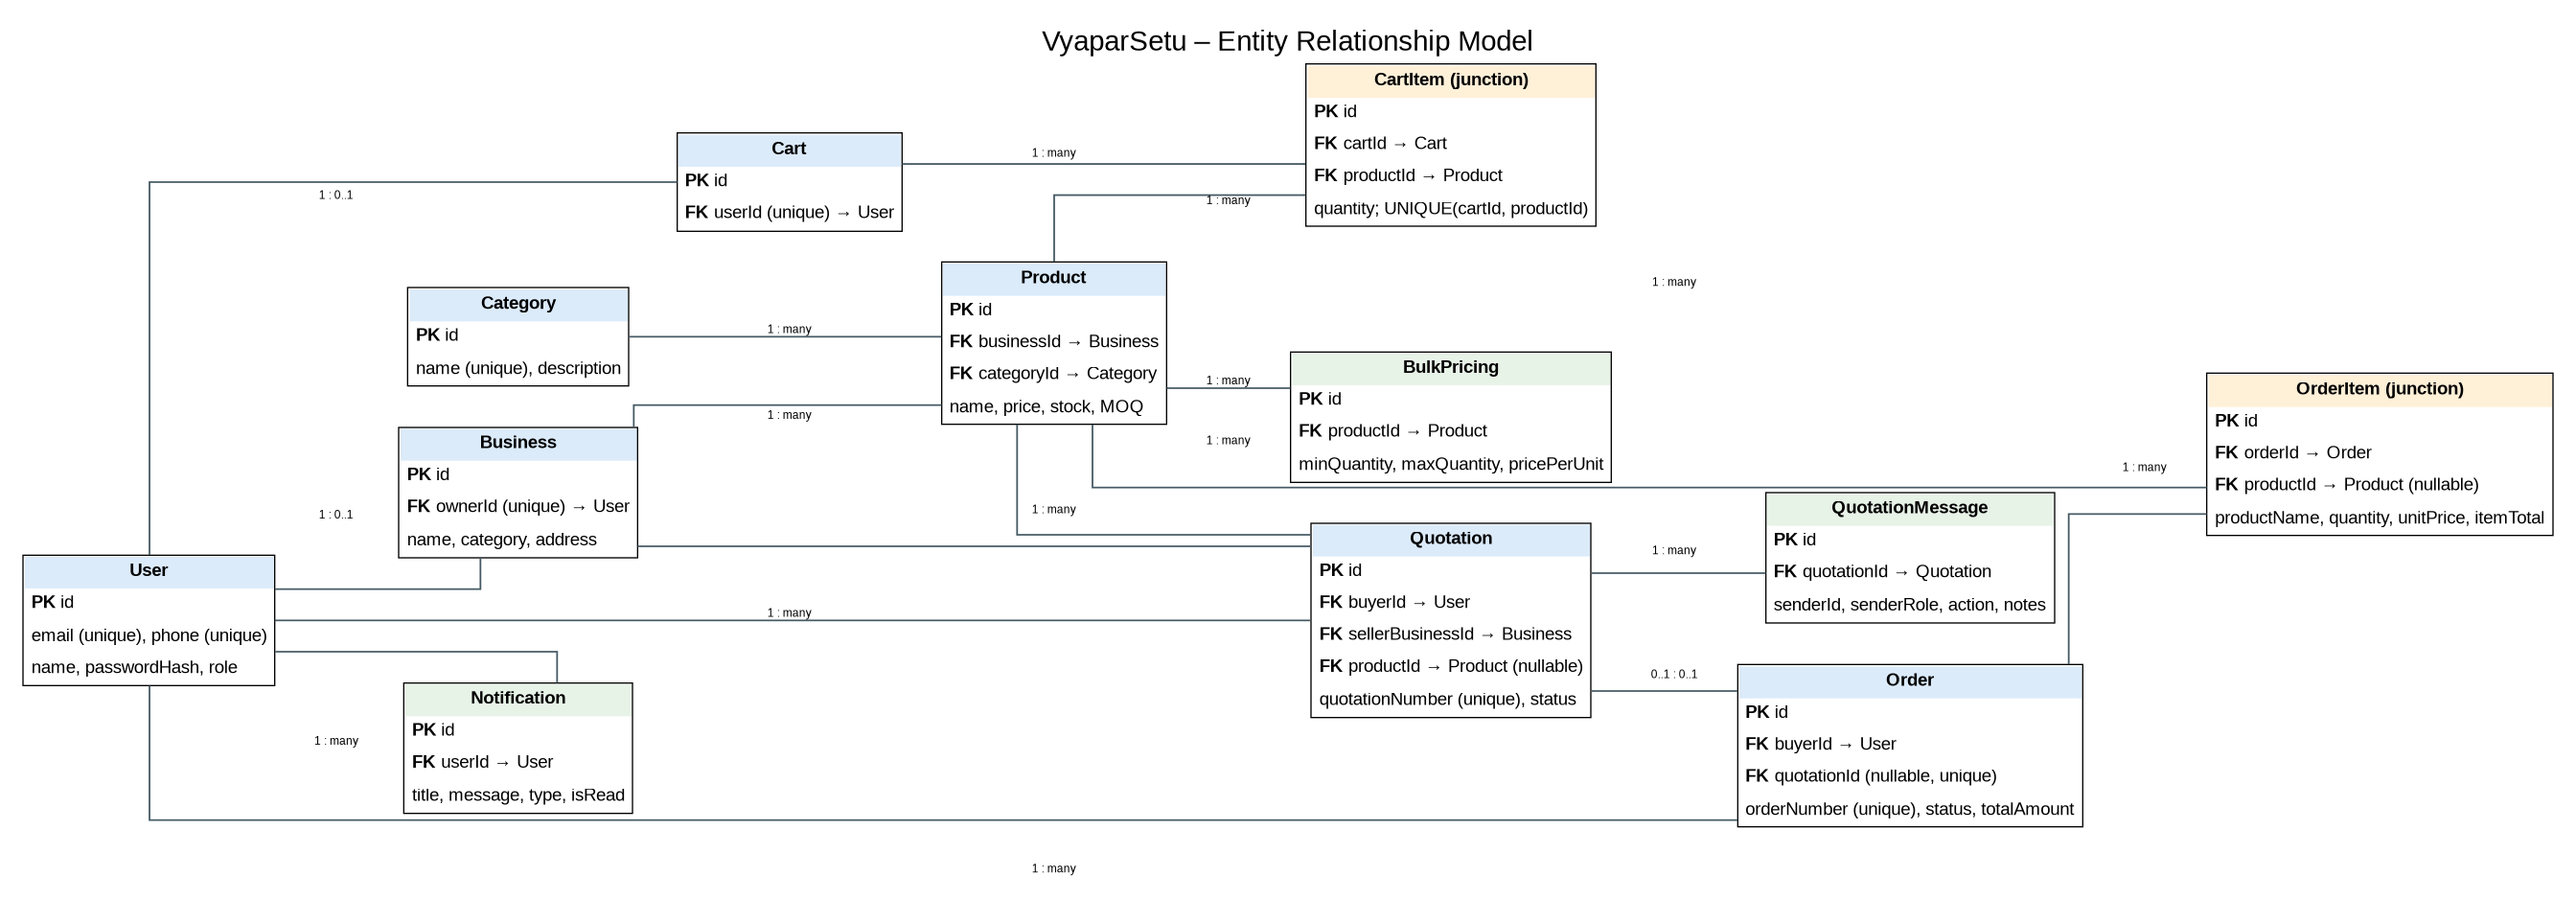 VyaparSetu – Entity Relationship Model
CartItem (junction)
PK id
FK cartId → Cart
FK productId → Product
quantity; UNIQUE(cartId, productId)
Cart
PK id
FK userId (unique) → User
1 : many
1 : 0..1
1 : many
Product
PK id
FK businessId → Business
FK categoryId → Category
name, price, stock, MOQ
1 : many
Category
PK id
name (unique), description
1 : many
1 : many
BulkPricing
PK id
FK productId → Product
minQuantity, maxQuantity, pricePerUnit
1 : many
OrderItem (junction)
PK id
FK orderId → Order
FK productId → Product (nullable)
productName, quantity, unitPrice, itemTotal
1 : many
Business
PK id
FK ownerId (unique) → User
name, category, address
1 : many
1 : many
1 : 0..1
1 : many
QuotationMessage
PK id
FK quotationId → Quotation
senderId, senderRole, action, notes
Quotation
PK id
FK buyerId → User
FK sellerBusinessId → Business
FK productId → Product (nullable)
quotationNumber (unique), status
1 : many
User
PK id
email (unique), phone (unique)
name, passwordHash, role
1 : many
0..1 : 0..1
Order
PK id
FK buyerId → User
FK quotationId (nullable, unique)
orderNumber (unique), status, totalAmount
Notification
PK id
FK userId → User
title, message, type, isRead
1 : many
1 : many